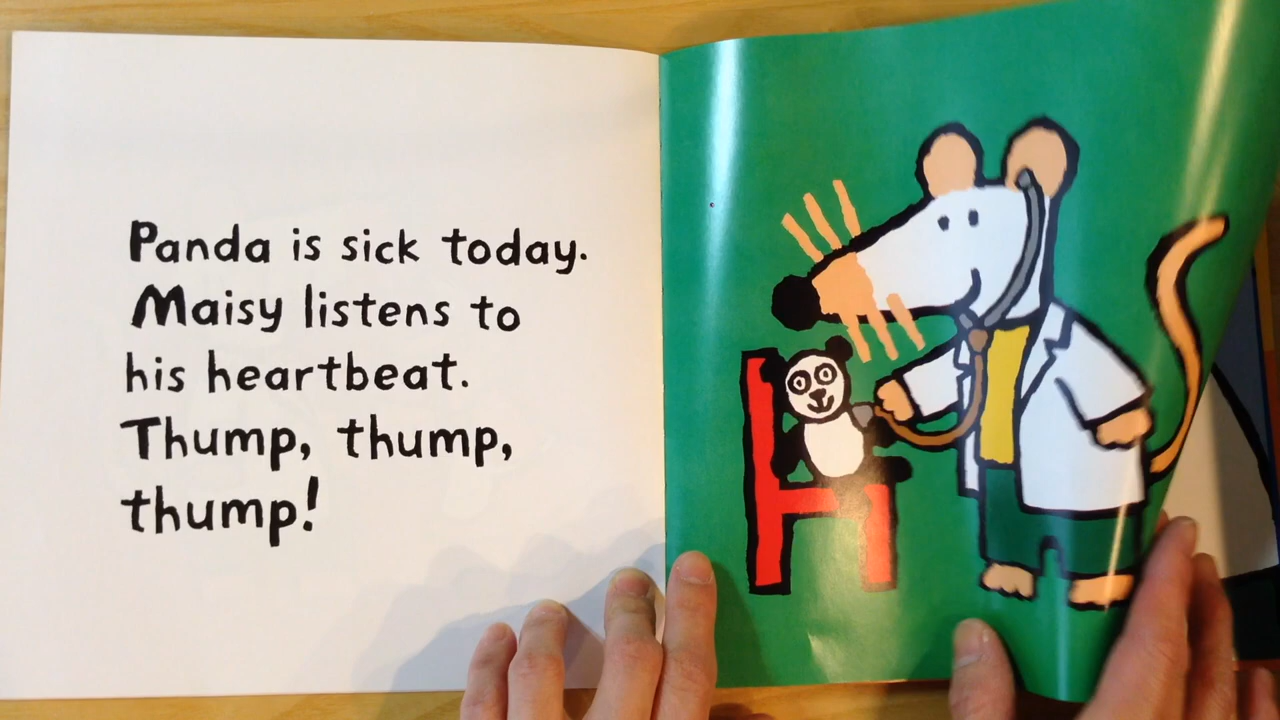 Panda is sick today.
Maisy listens to
his heartbeat.
Thump, thump,
thump!